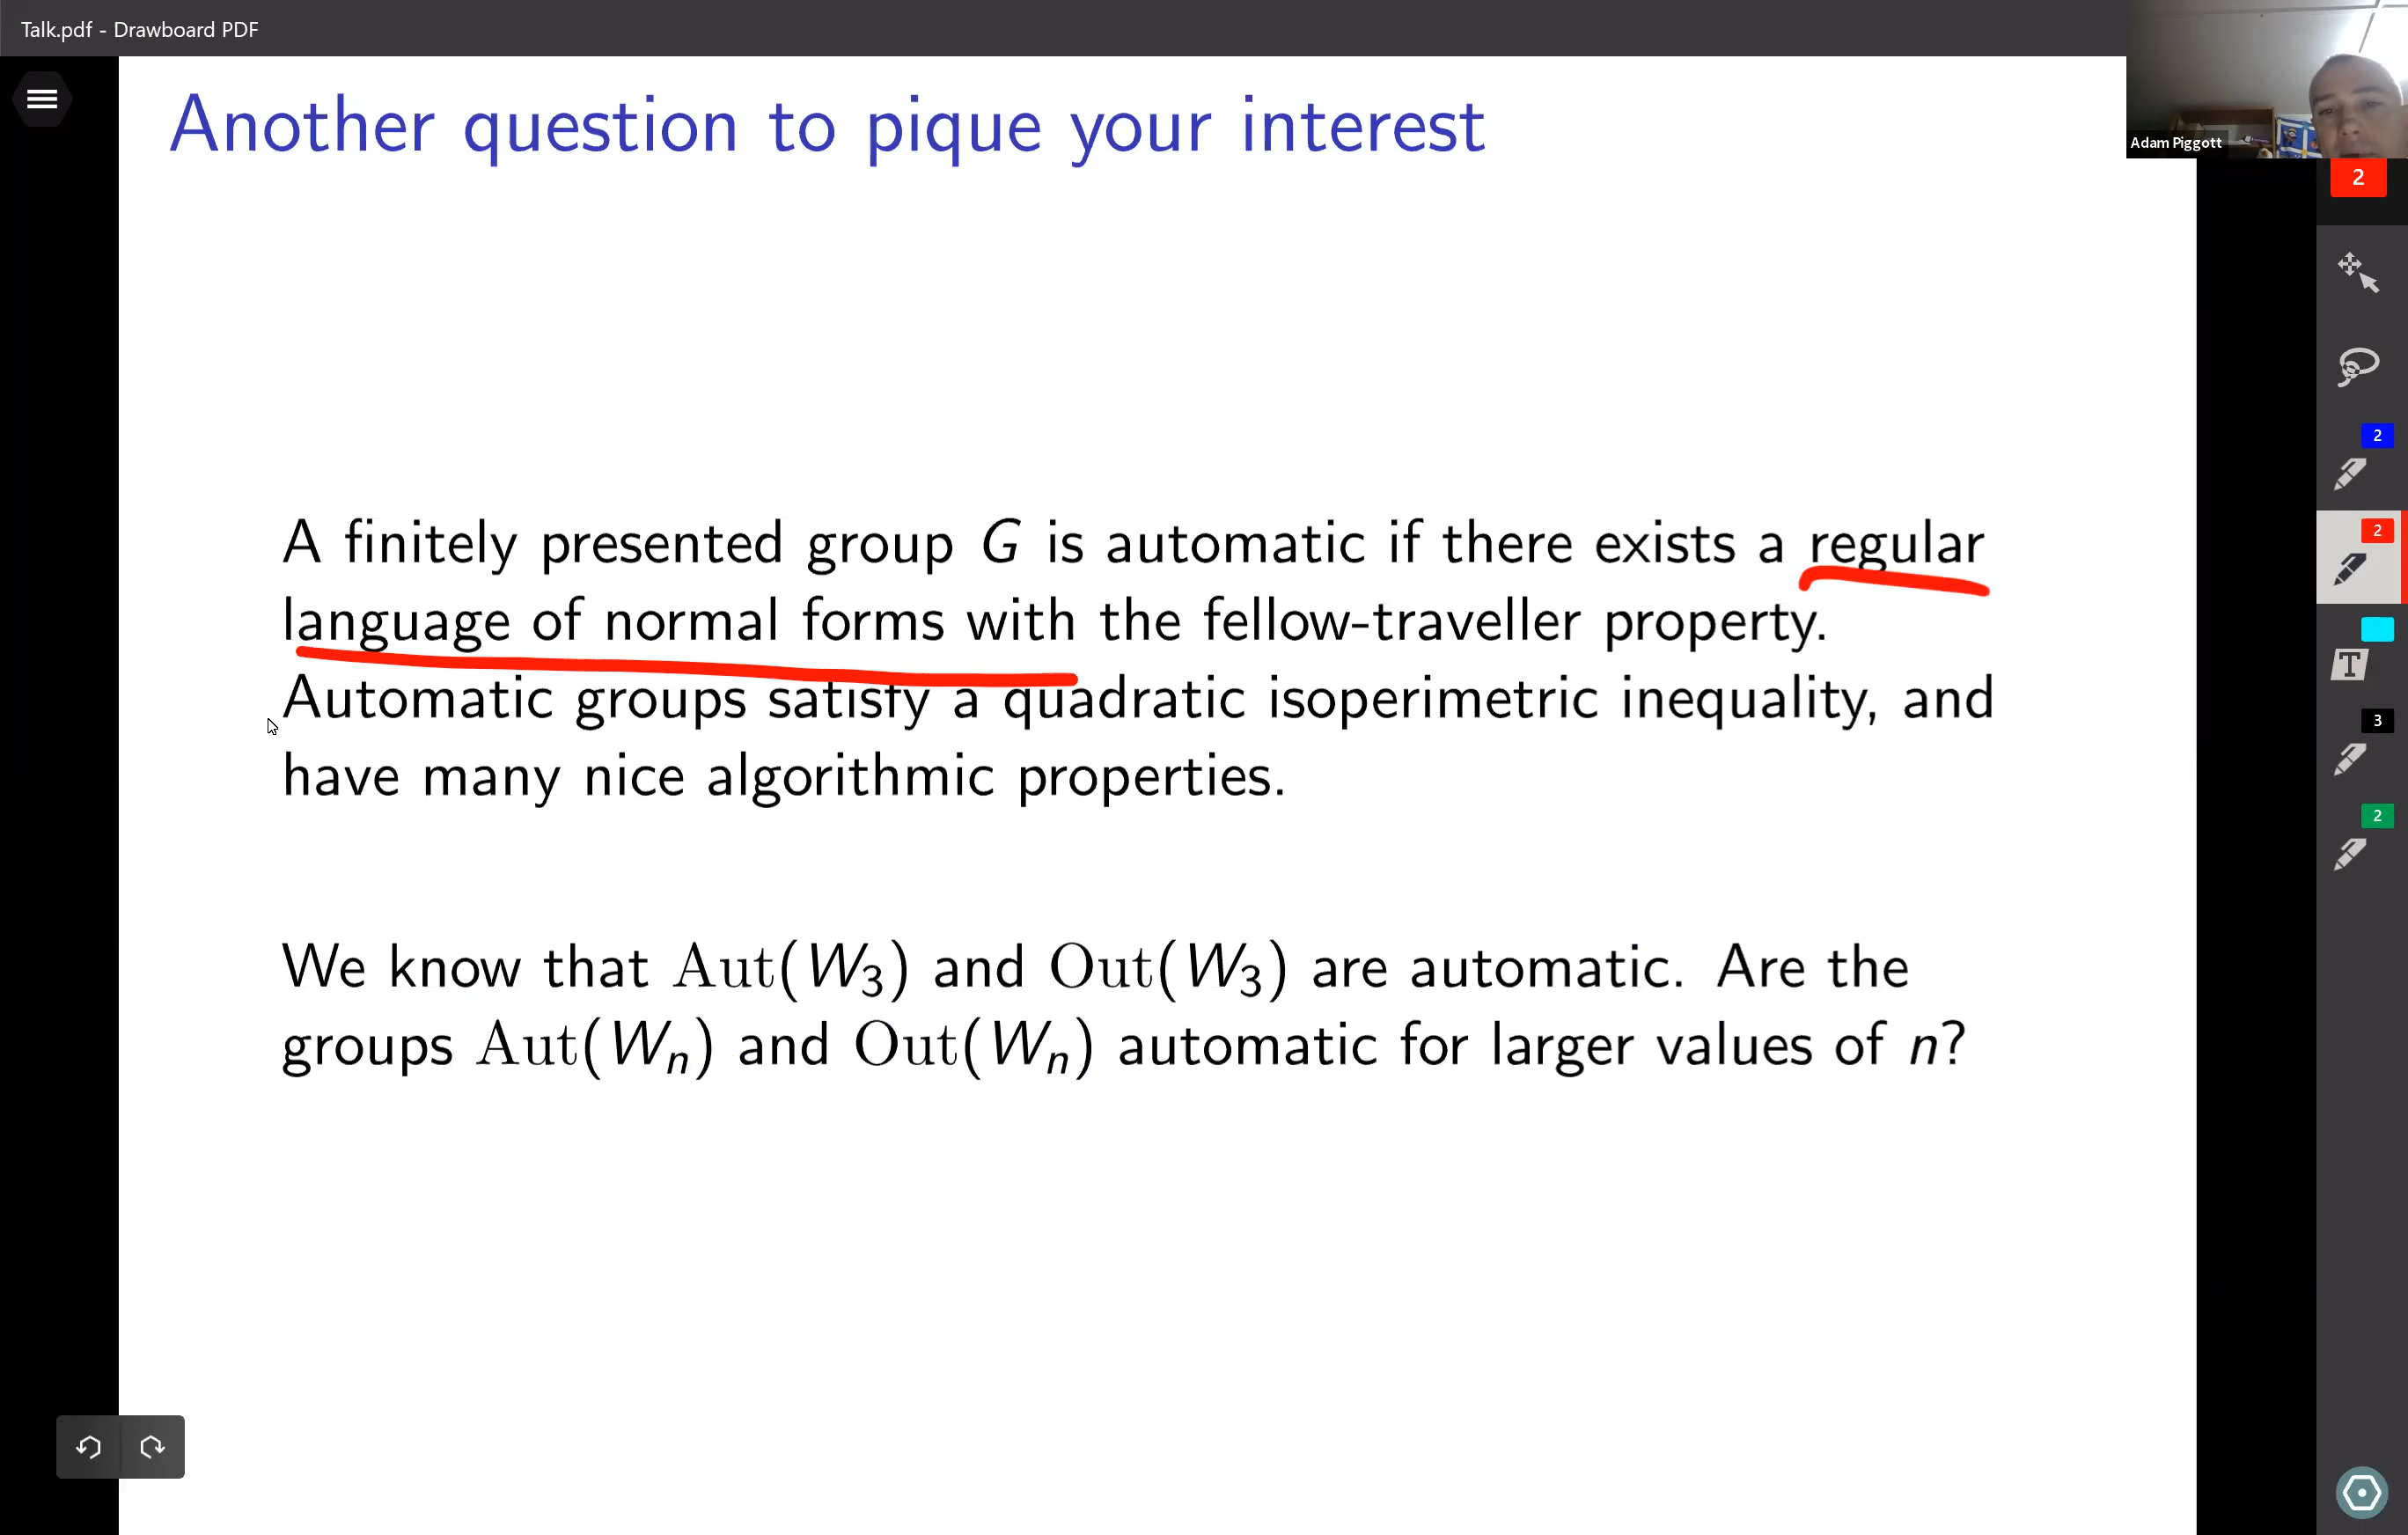 Talk.pdf - Drawboard PDF
Another question to pique your interest
Adam Piggott
2
2
2
T
3
2
A finitely presented group G is automatic if there exists a regular
language of normal forms with the fellow-traveller property.
Automatic groups satisfy a quadratic isoperimetric inequality, and
have many nice algorithmic properties.
We know that Aut(W₃) and Out(W₃) are automatic. Are the
groups Aut(Wₙ) and Out(Wₙ) automatic for larger values of n?